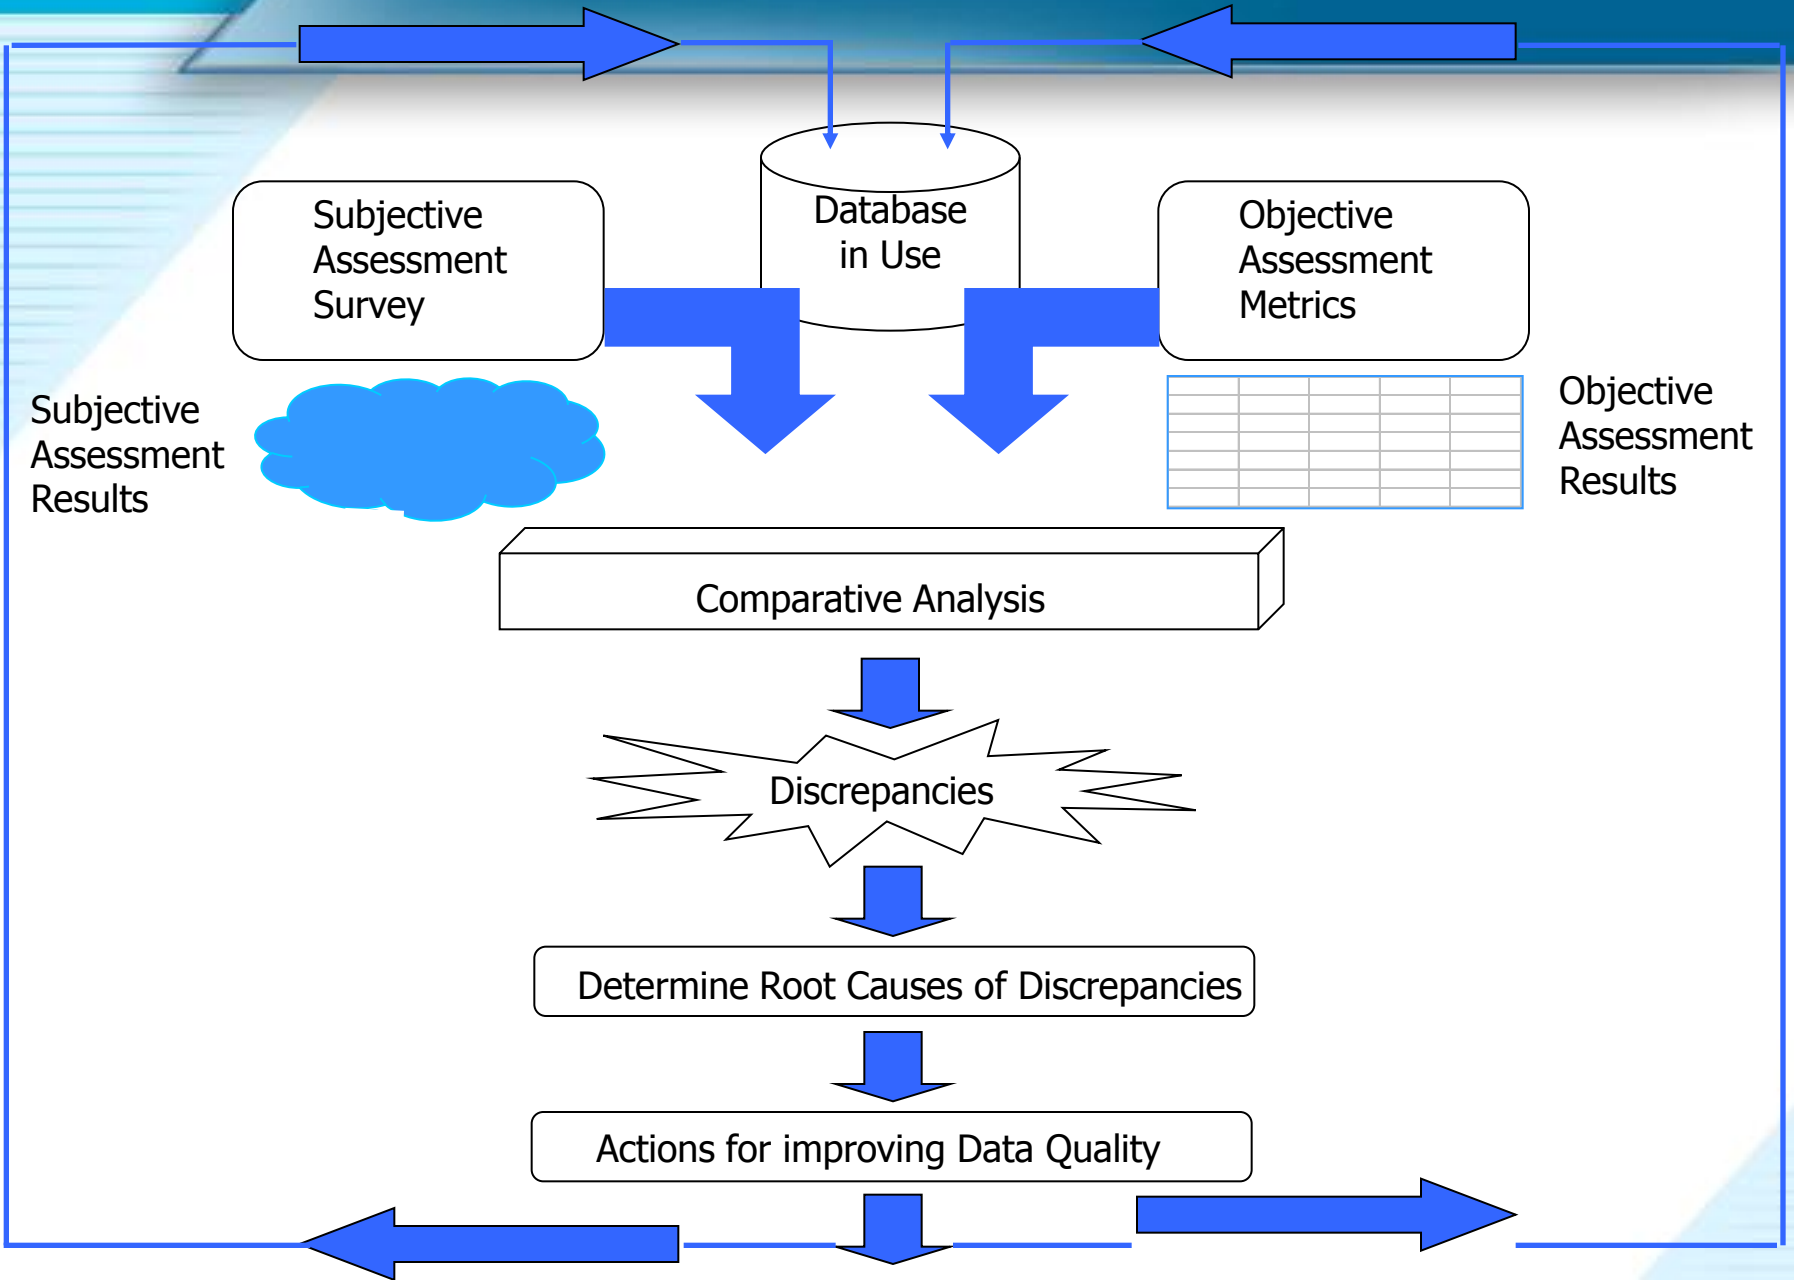 Subjective
Assessment
Survey
Database
in Use
Objective
Assessment
Metrics
Subjective
Assessment
Results
Objective
Assessment
Results
Comparative Analysis
Discrepancies
Determine Root Causes of Discrepancies
Actions for improving Data Quality